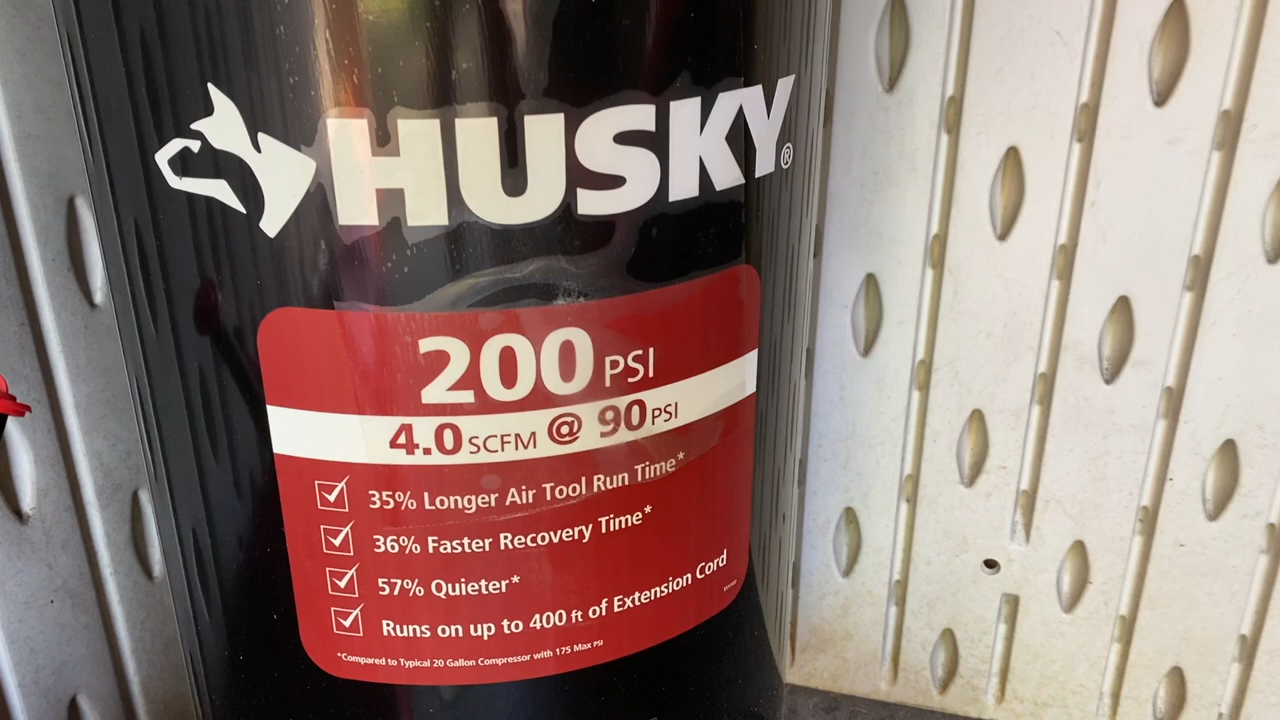 HUSKY®
200 PSI
4.0 SCFM @ 90 PSI
35% Longer Air Tool Run Time*
36% Faster Recovery Time*
57% Quieter*
Runs on up to 400 ft of Extension Cord
*Compared to Typical 20 Gallon Compressor with 175 Max PSI